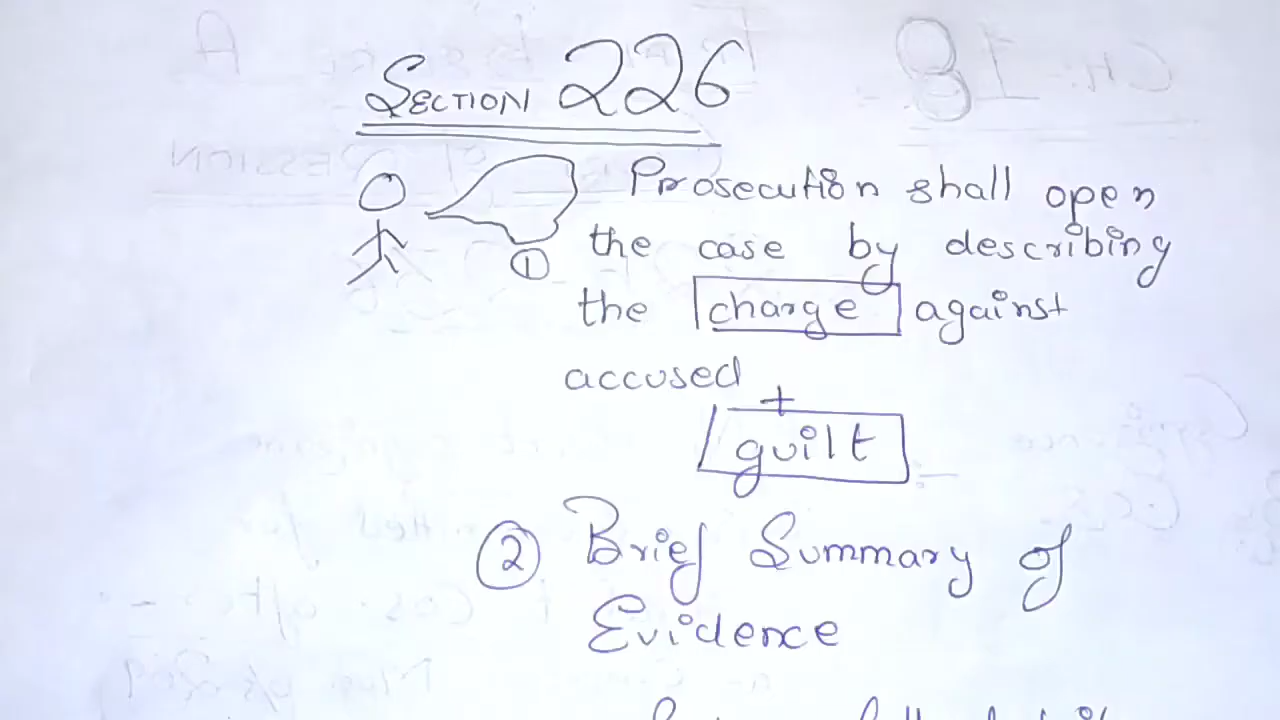 SECTION 226
① Prosecution shall open
the case by describing
the charge against
accused
+
guilt
② Brief Summary of
Evidence